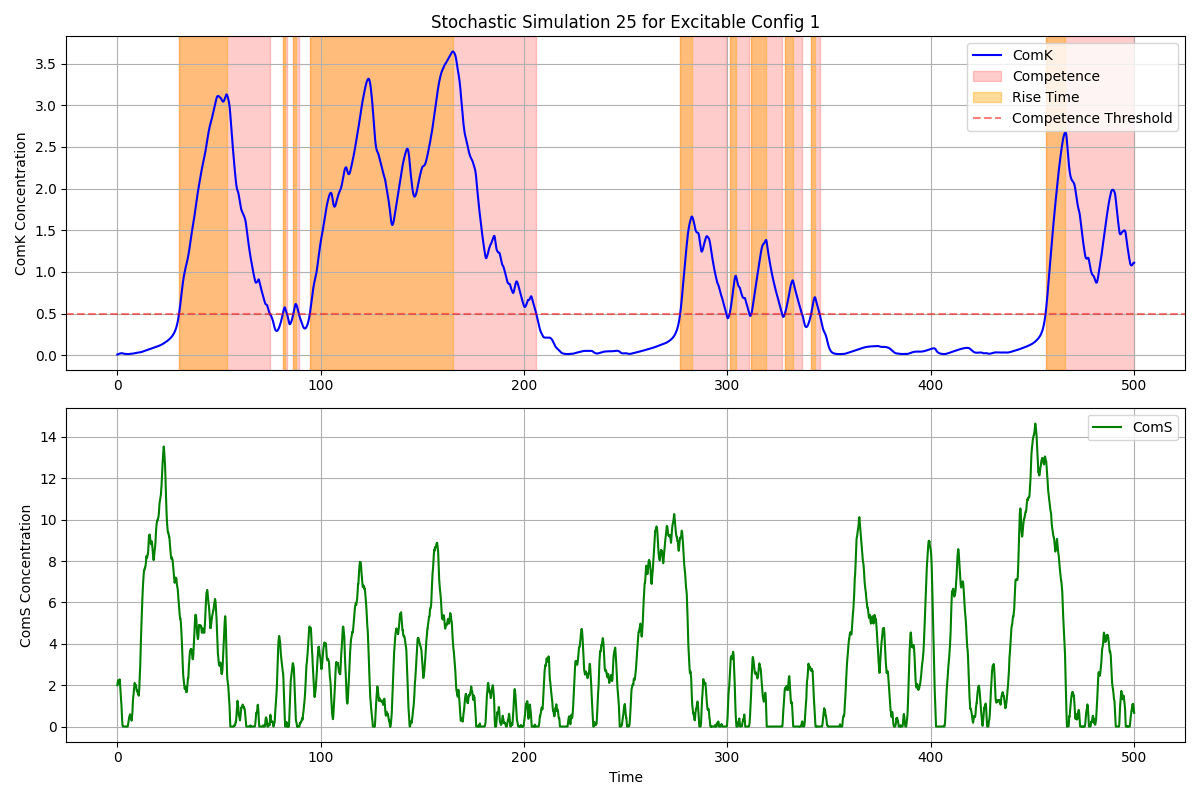 Stochastic Simulation 25 for Excitable Config 1
ComK Concentration
3.5
3.0
2.5
2.0
1.5
1.0
0.5
0.0
0 100 200 300 400 500
ComK
Competence
Rise Time
Competence Threshold
ComS Concentration
14
12
10
8
6
4
2
0
0 100 200 300 400 500
ComS
Time